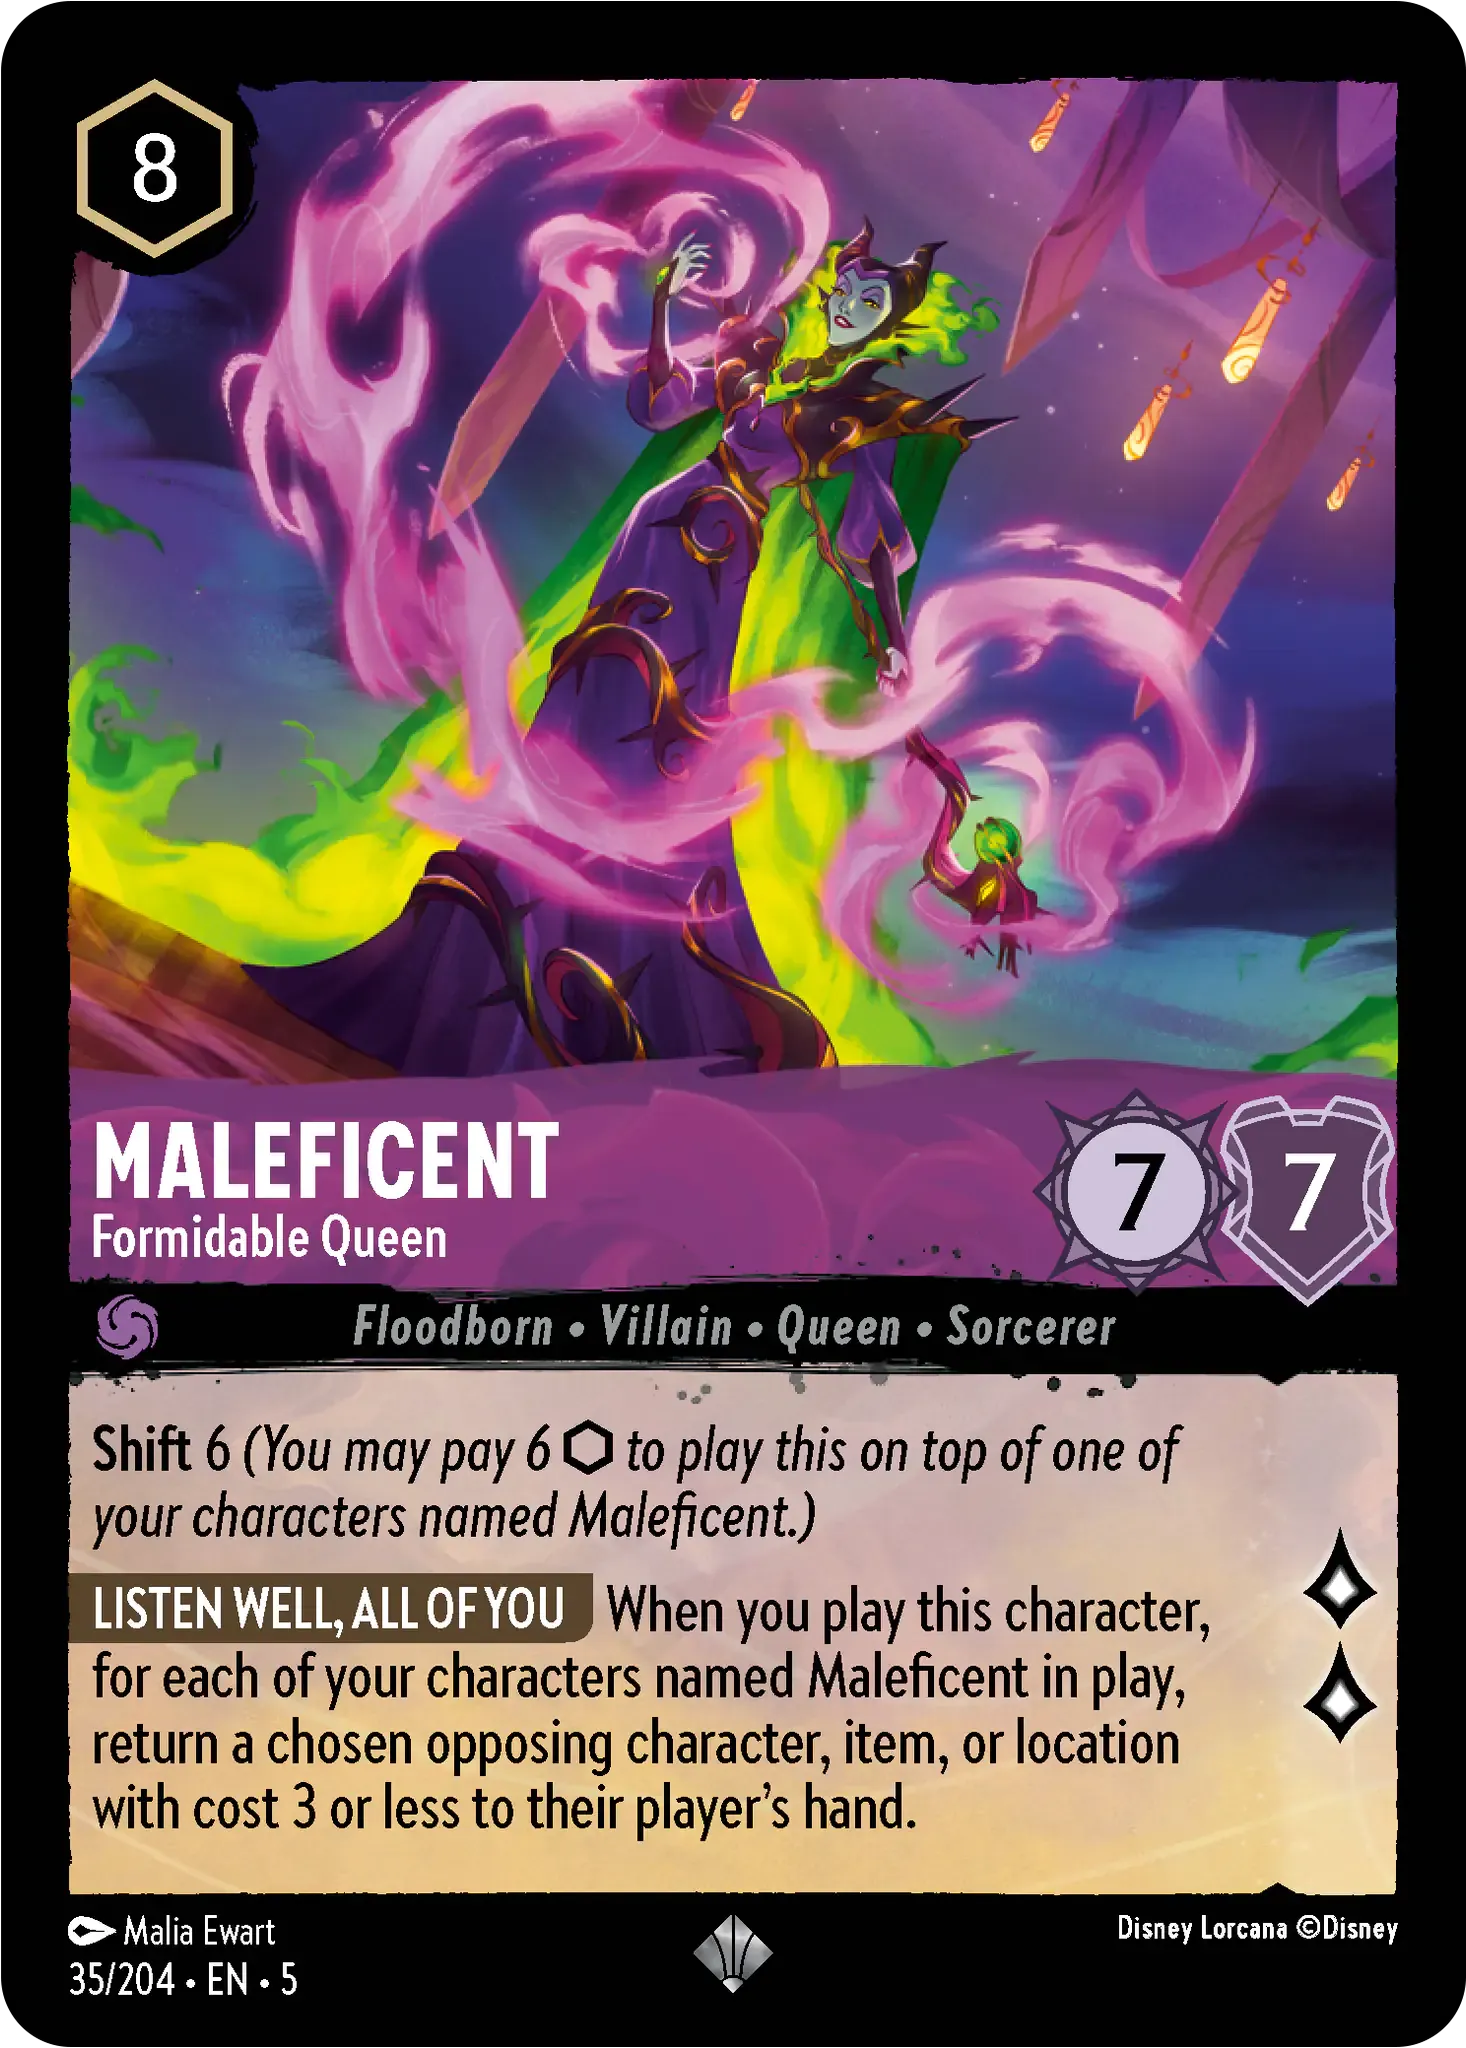 8
MALEFICENT
Formidable Queen
7
7
Floodborn • Villain • Queen • Sorcerer
Shift 6 (You may pay 6 ⬡ to play this on top of one of
your characters named Maleficent.)
LISTEN WELL, ALL OF YOU When you play this character,
for each of your characters named Maleficent in play,
return a chosen opposing character, item, or location
with cost 3 or less to their player's hand.
Malia Ewart
Disney Lorcana ©Disney
35/204 • EN • 5